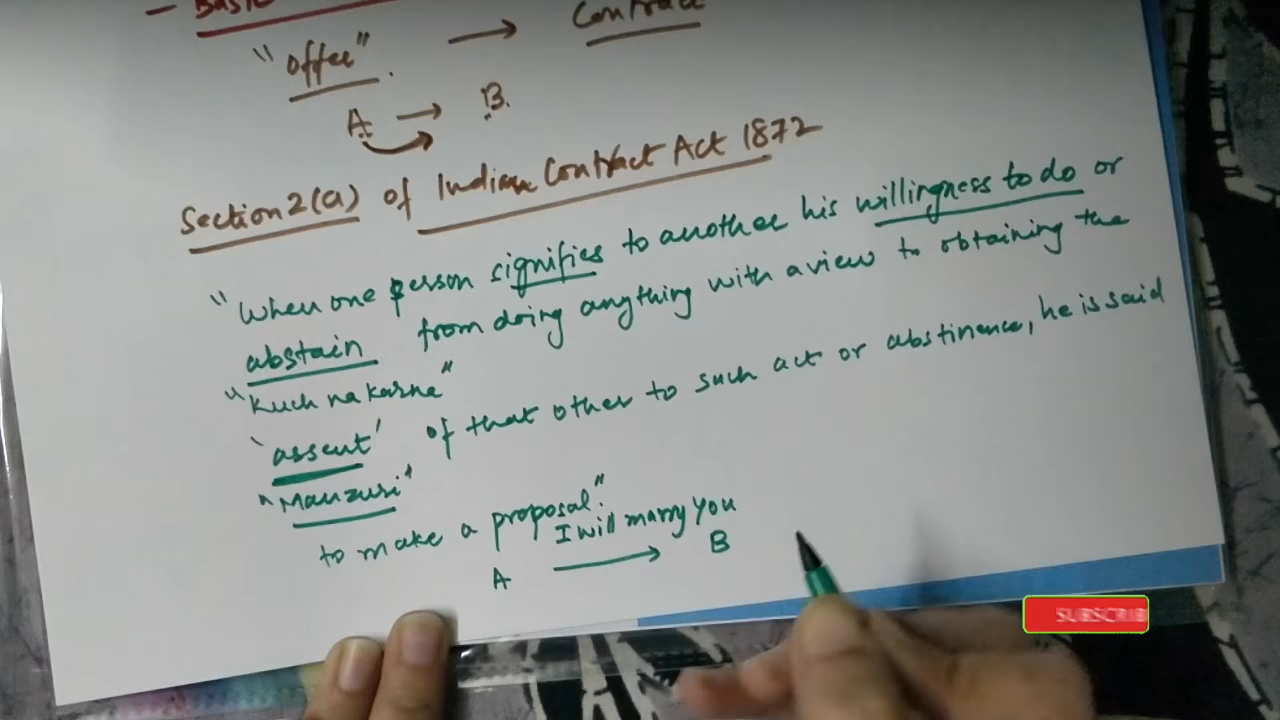 - Basic
"offer" → Contract
A → B.
Section 2(a) of Indian Contract Act 1872
"When one person signifies to another his willingness to do or
abstain from doing anything with a view to obtaining the
"Kuch na karna"
'assent' of that other to such act or abstinence, he is said
"Manzuri"
to make a proposal."
I will marry you
A → B
SUBSCRIB